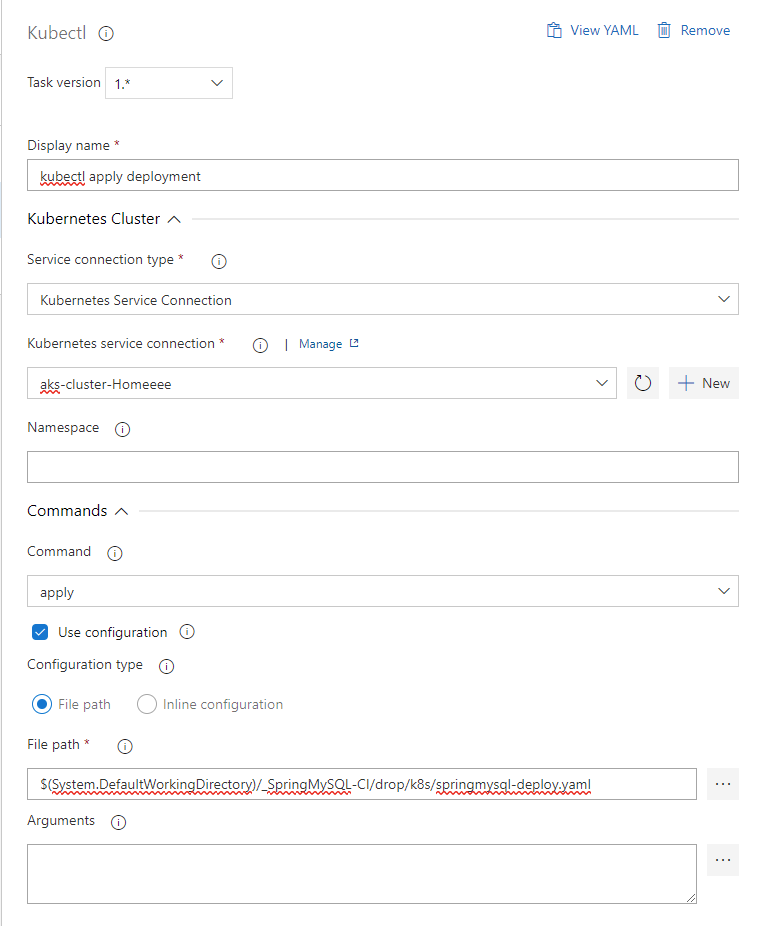 Kubectl View YAML Remove
Task version 1.*
Display name *
kubectl apply deployment
Kubernetes Cluster
Service connection type *
Kubernetes Service Connection
Kubernetes service connection * | Manage
aks-cluster-Homeeee New
Namespace
Commands
Command
apply
Use configuration
Configuration type
File path Inline configuration
File path *
$(System.DefaultWorkingDirectory)/_SpringMySQL-CI/drop/k8s/springmysql-deploy.yaml
Arguments